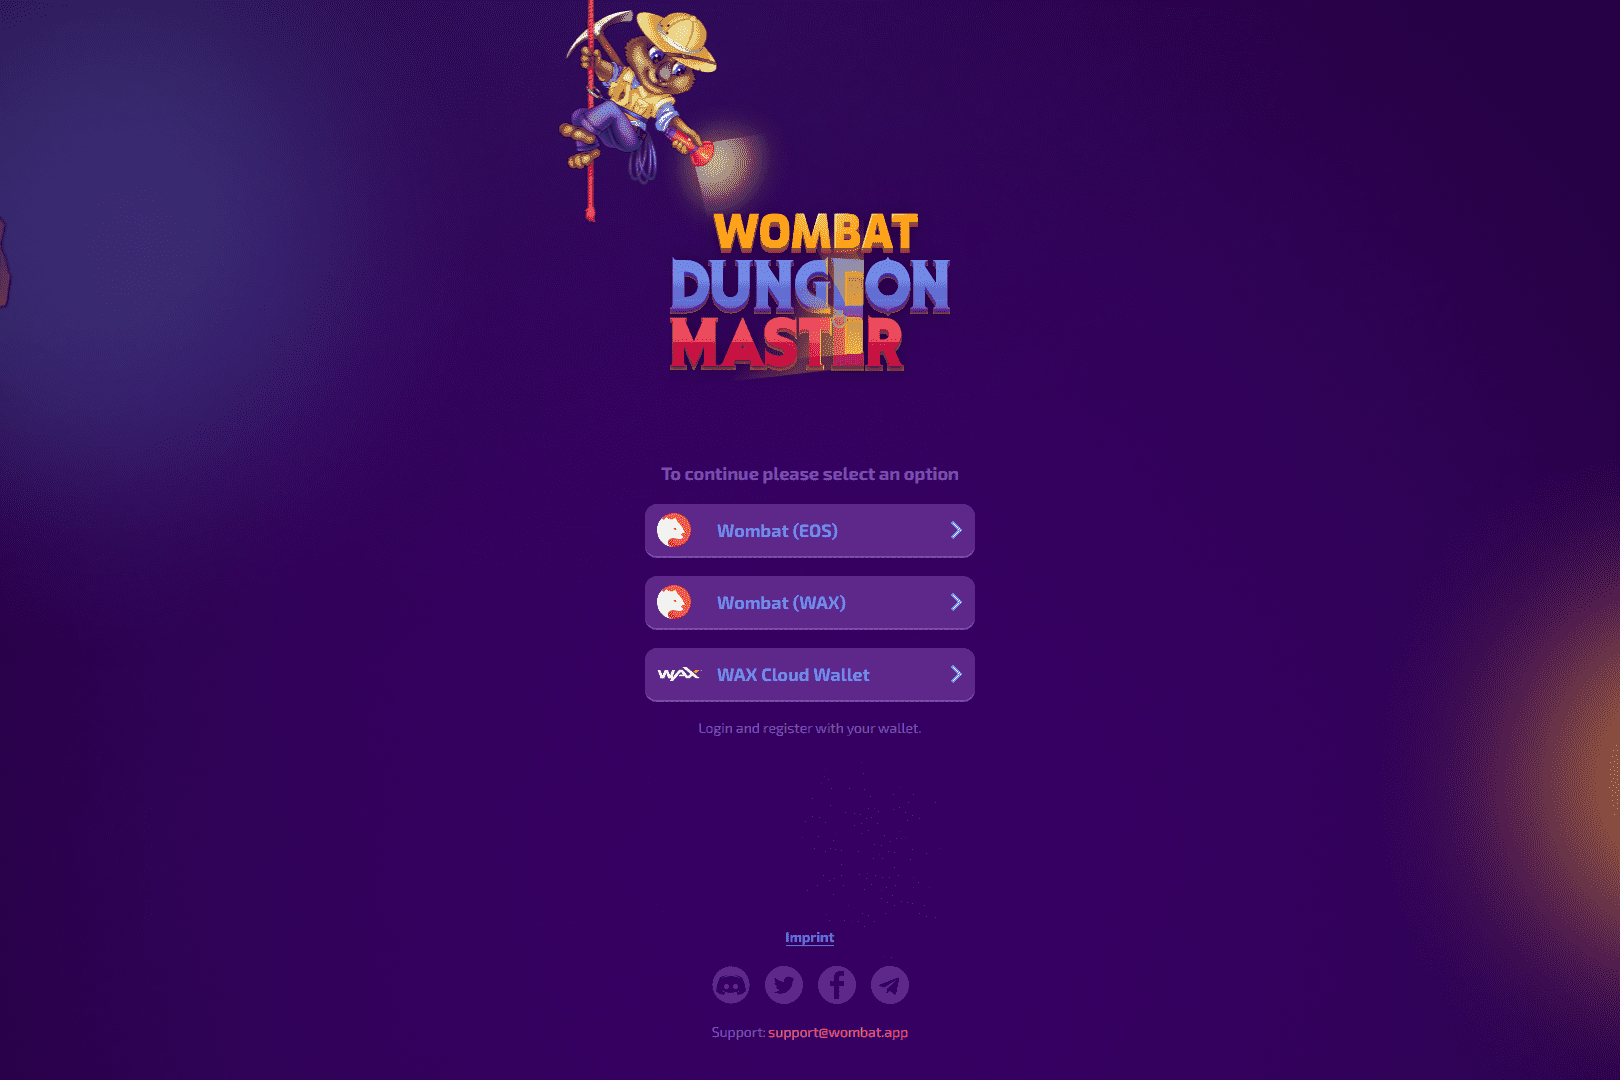 WOMBAT
DUNGEON
MASTER
To continue please select an option
Wombat (EOS)
Wombat (WAX)
WAX WAX Cloud Wallet
Login and register with your wallet.
Imprint
Support: support@wombat.app